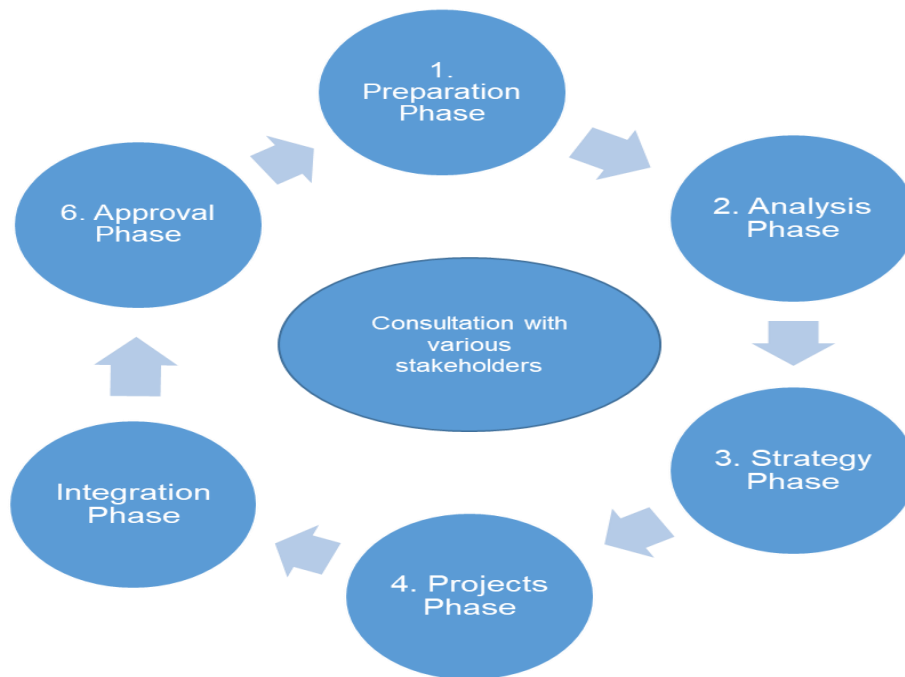 1.
Preparation
Phase
2. Analysis
Phase
3. Strategy
Phase
4. Projects
Phase
Integration
Phase
6. Approval
Phase
Consultation with
various
stakeholders